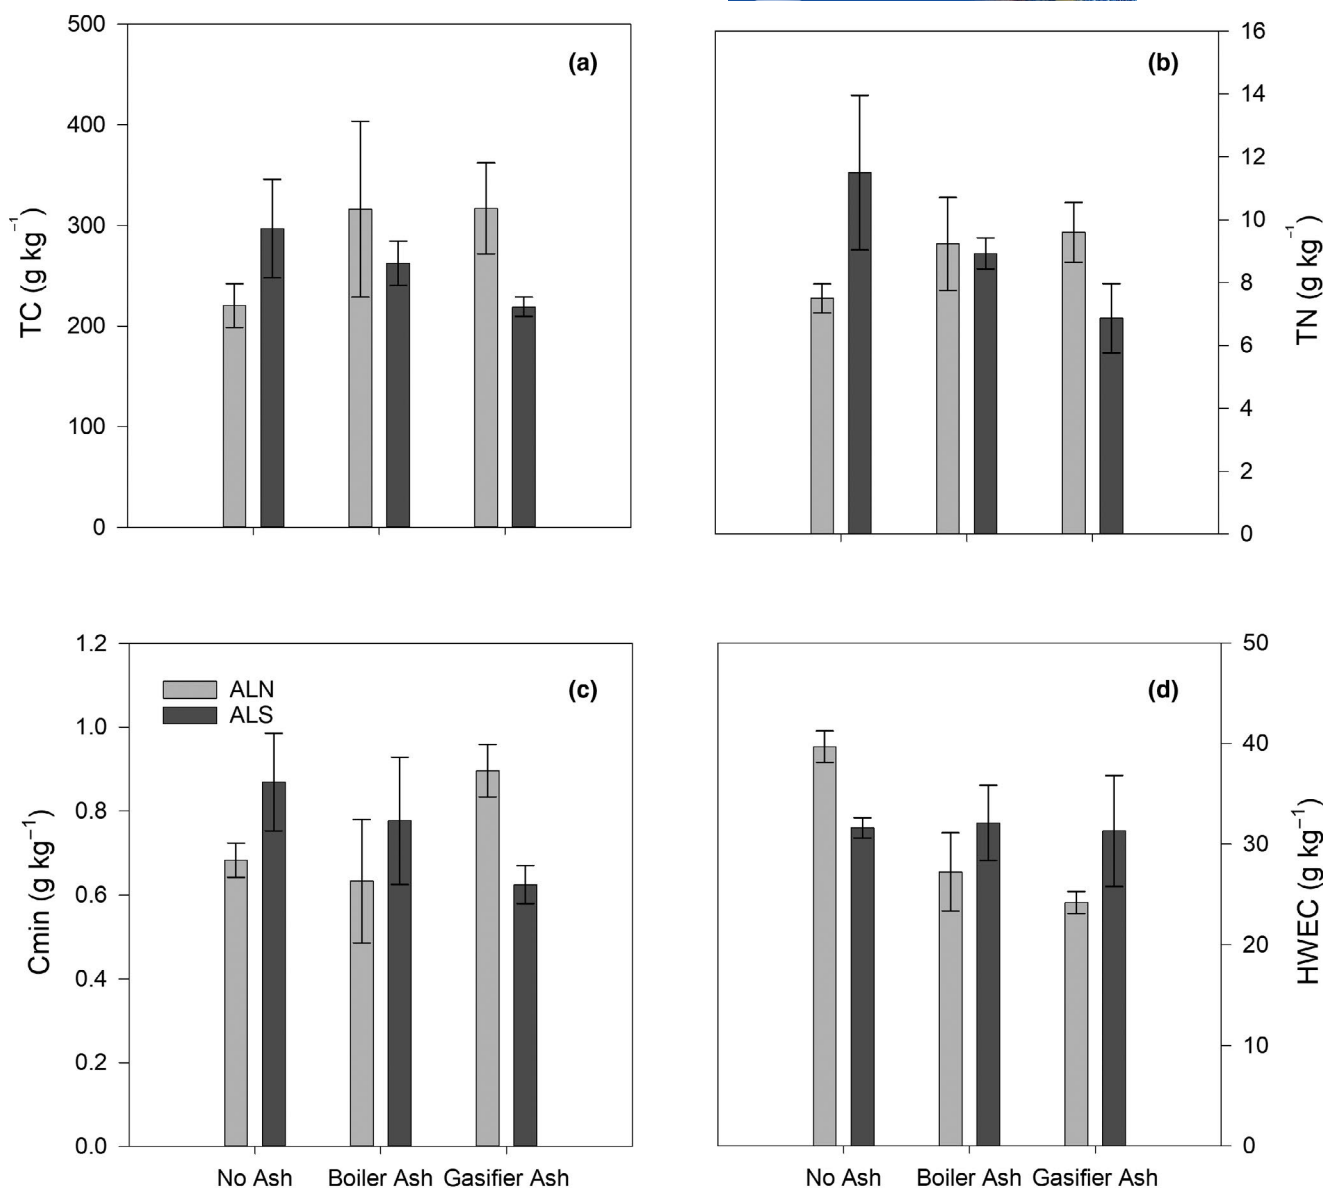 500
400
300
200
100
0
TC (g kg⁻¹)
(a)
16
14
12
10
8
6
4
2
0
TN (g kg⁻¹)
(b)
1.2
1.0
0.8
0.6
0.4
0.2
0.0
Cmin (g kg⁻¹)
ALN
ALS
(c)
No Ash Boiler Ash Gasifier Ash
50
40
30
20
10
0
HWEC (g kg⁻¹)
(d)
No Ash Boiler Ash Gasifier Ash